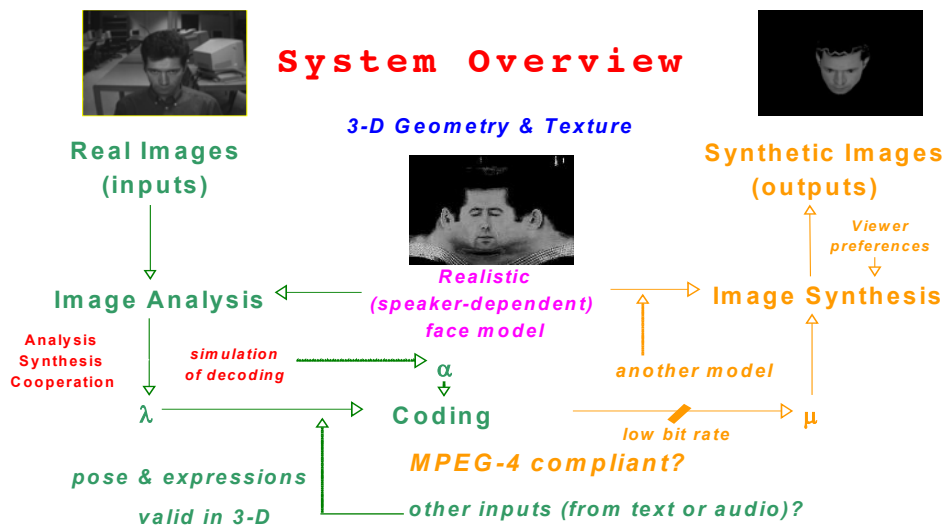 System Overview
3-D Geometry & Texture
Real Images
(inputs)
Synthetic Images
(outputs)
Viewer
preferences
Realistic
(speaker-dependent)
face model
Image Analysis
Image Synthesis
Analysis
Synthesis
Cooperation
simulation
of decoding
α
another model
λ
Coding
μ
low bit rate
MPEG-4 compliant?
pose & expressions
valid in 3-D
other inputs (from text or audio)?